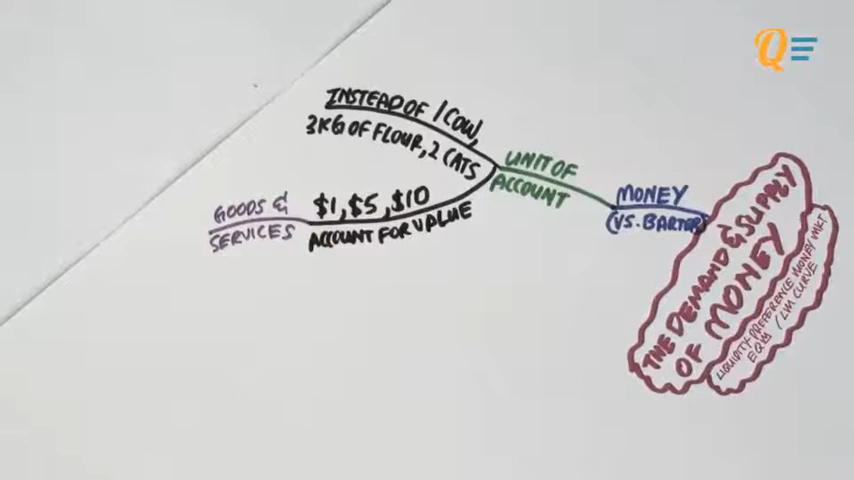 INSTEAD OF 1 COW,
3KG OF FLOUR, 2 CATS
UNIT OF
ACCOUNT
GOODS &
SERVICES
$1, $5, $10
ACCOUNT FOR VALUE
MONEY
(VS. BARTER)
THE DEMAND & SUPPLY
OF MONEY
LIQUIDITY-PREFERENCE MONEY MKT
EQM / LM CURVE
Q